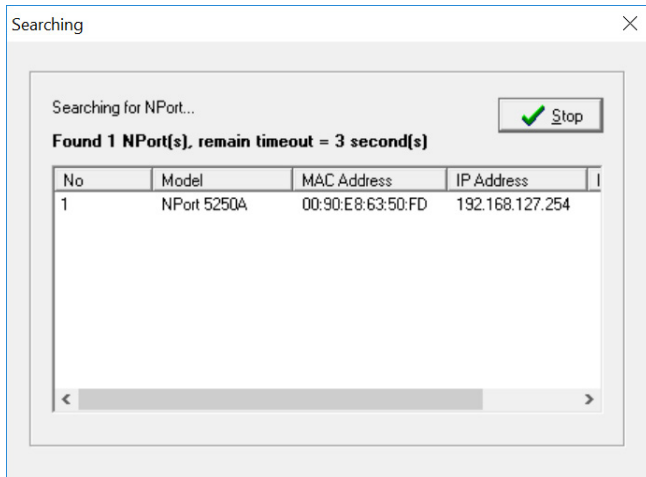 Searching
Searching for NPort...
Stop
Found 1 NPort(s), remain timeout = 3 second(s)
No Model MAC Address IP Address
1 NPort 5250A 00:90:E8:63:50:FD 192.168.127.254